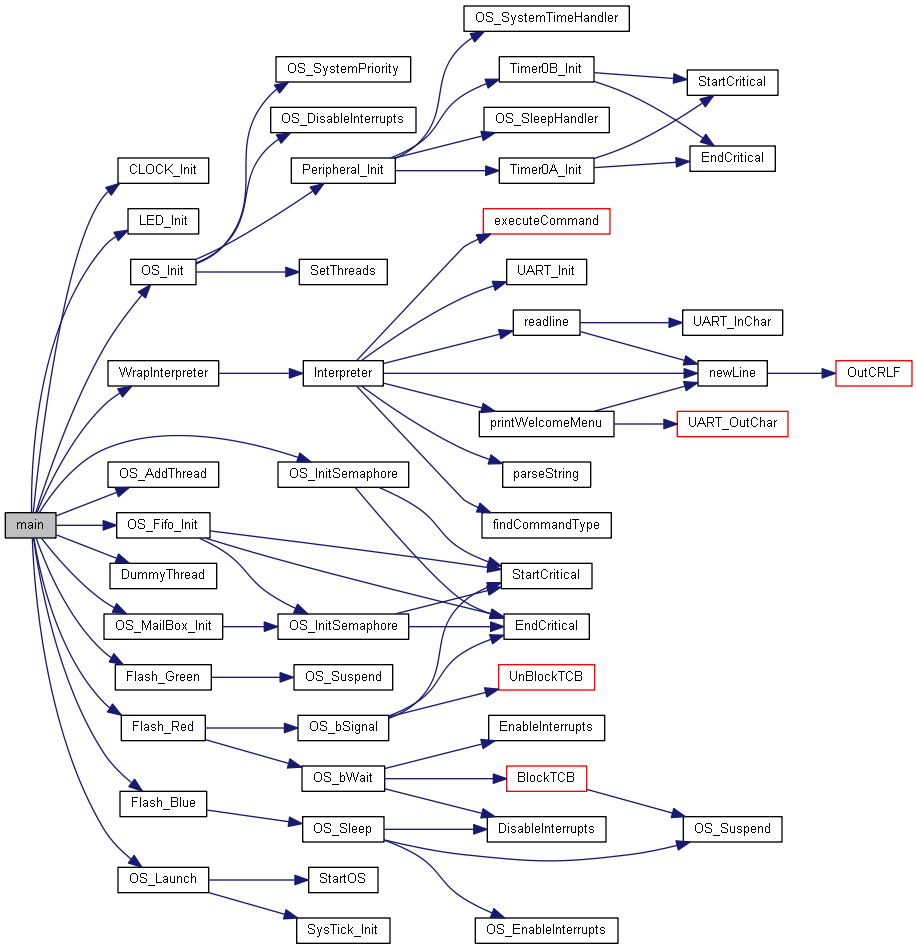 OS_SystemTimeHandler
OS_SystemPriority
Timer0B_Init
StartCritical
OS_DisableInterrupts
OS_SleepHandler
EndCritical
CLOCK_Init
Peripheral_Init
Timer0A_Init
LED_Init
executeCommand
OS_Init
SetThreads
UART_Init
readline
UART_InChar
WrapInterpreter
Interpreter
newLine
OutCRLF
printWelcomeMenu
UART_OutChar
OS_AddThread
OS_InitSemaphore
parseString
main
OS_Fifo_Init
findCommandType
DummyThread
StartCritical
OS_MailBox_Init
OS_InitSemaphore
EndCritical
Flash_Green
OS_Suspend
UnBlockTCB
Flash_Red
OS_bSignal
EnableInterrupts
OS_bWait
BlockTCB
Flash_Blue
OS_Sleep
DisableInterrupts
OS_Suspend
OS_Launch
StartOS
SysTick_Init
OS_EnableInterrupts